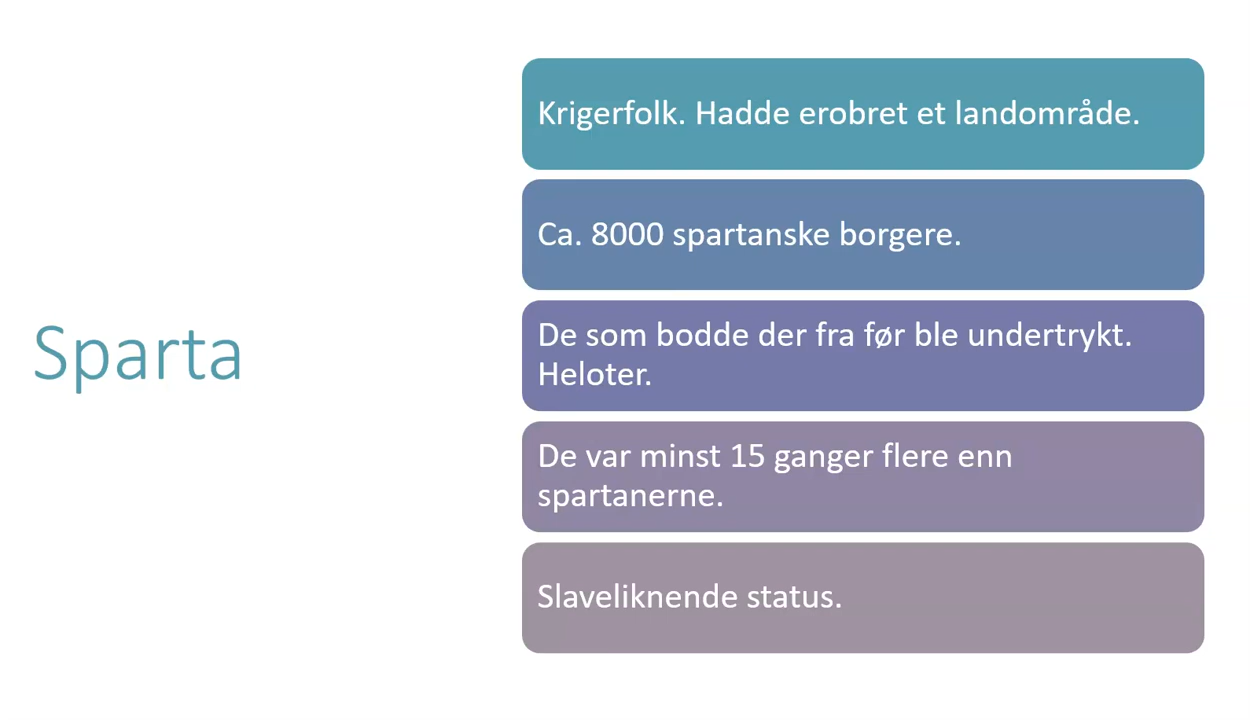 Sparta
Krigerfolk. Hadde erobret et landområde.
Ca. 8000 spartanske borgere.
De som bodde der fra før ble undertrykt.
Heloter.
De var minst 15 ganger flere enn
spartanerne.
Slaveliknende status.